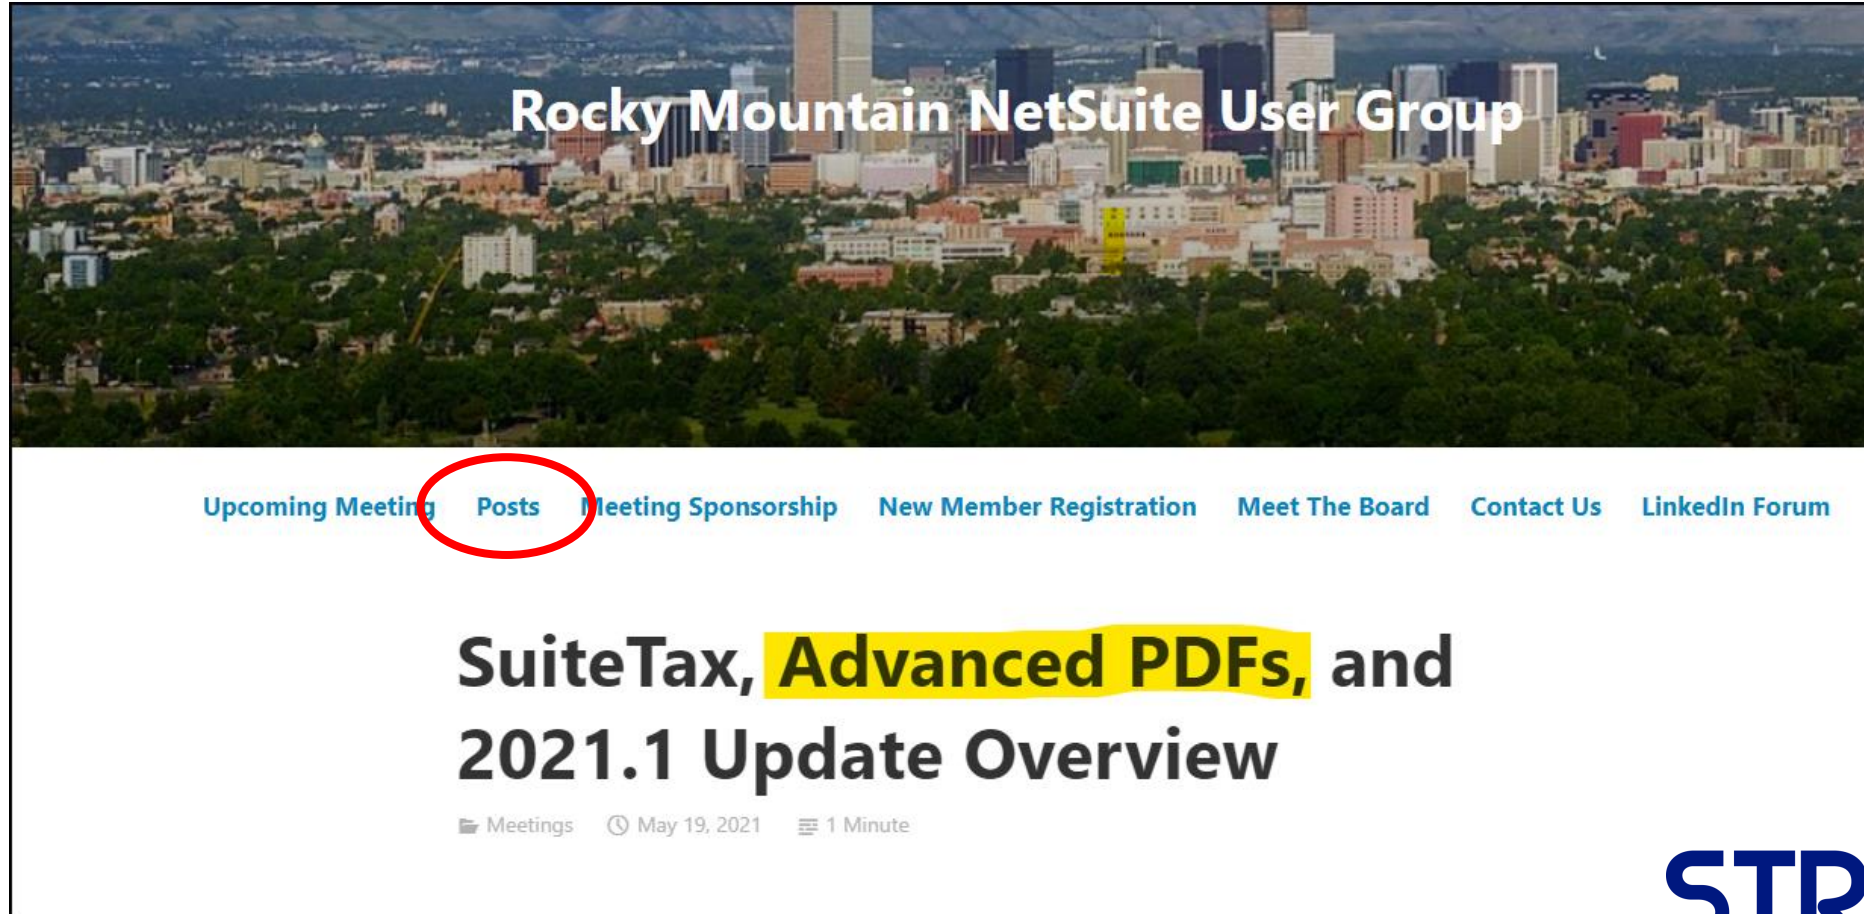 Rocky Mountain NetSuite User Group
Upcoming Meeting Posts Meeting Sponsorship New Member Registration Meet The Board Contact Us LinkedIn Forum
SuiteTax, Advanced PDFs, and
2021.1 Update Overview
Meetings May 19, 2021 1 Minute
STR